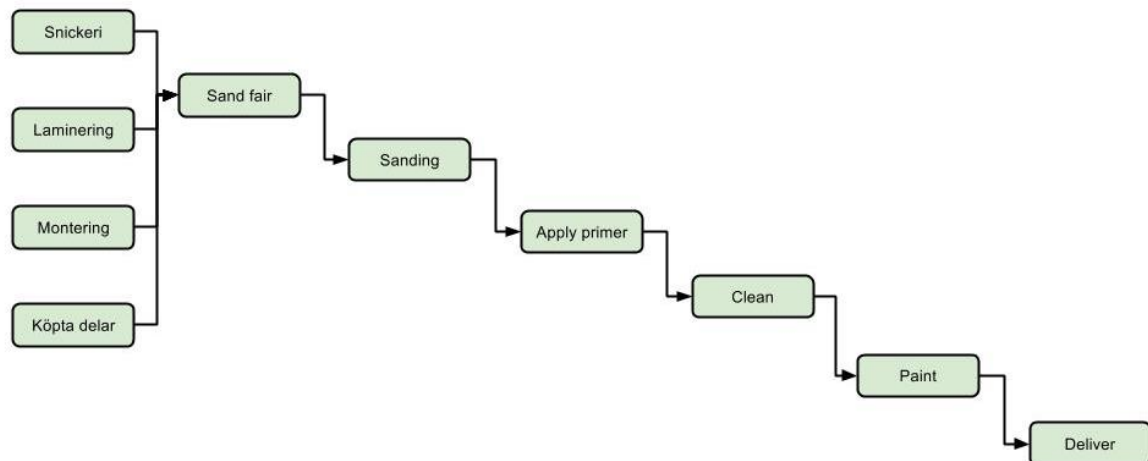 Snickeri
Laminering
Montering
Köpta delar
Sand fair
Sanding
Apply primer
Clean
Paint
Deliver